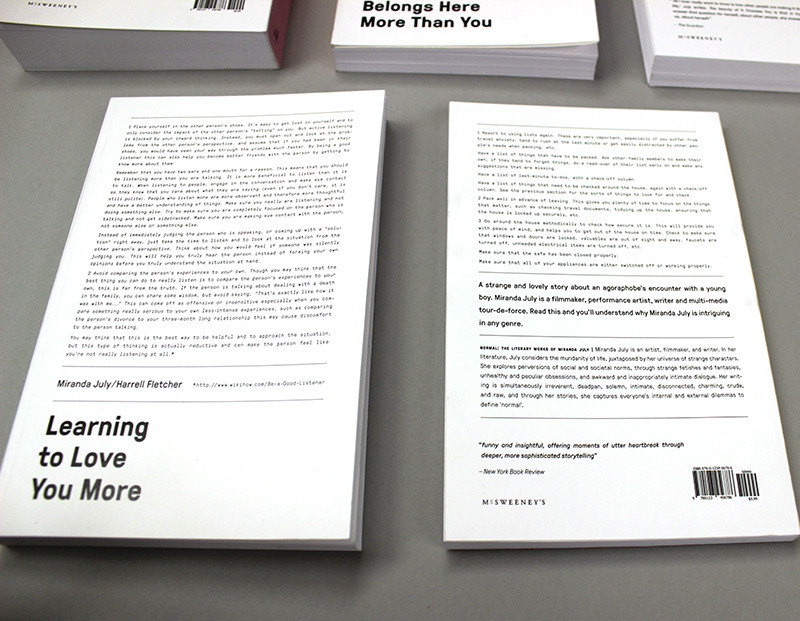 McSWEENEY'S
Belongs Here
More Than You
— The Guardian
McSWEENEY'S
1 Place yourself in the other person's shoes. It's easy to get lost in yourself and to
only consider the impact of the other person's "telling" on you. But active listening
is blocked by your inward thinking. Instead, you must open out and look at the prob-
lems from the other person's perspective, and assume that if you had been in their
shoes, you would have seen your way through the problem much faster. By being a good
listener this can also help you become better friends with the person by getting to
know more about them.
Remember that you have two ears and one mouth for a reason. This means that you should
be listening more than you are talking. It is more beneficial to listen than it is
to talk. When listening to people, engage in the conversation and make eye contact
so they know that you care about what they are saying (even if you don't care, it is
still polite). People who listen more are more observant and therefore more thoughtful
and have a better understanding of things. Make sure you really are listening and not
doing something else. Try to make sure you are completely focused on the person who is
talking and not get sidetracked. Make sure you are making eye contact with the person,
not someone else or something else.
Instead of immediately judging the person who is speaking, or coming up with a "solu-
tion" right away, just take the time to listen and to look at the situation from the
other person's perspective. Think about how you would feel if someone was silently
judging you. This will help you truly hear the person instead of forming your own
opinions before you truly understand the situation at hand.
2 Avoid comparing the person's experiences to your own. Though you may think that the
best thing you can do to really listen is to compare the person's experiences to your
own, this is far from the truth. If the person is talking about dealing with a death
in the family, you can share some wisdom, but avoid saying, "That's exactly like how it
was with me..." This can come off as offensive or insensitive especially when you com-
pare something really serious to your own less-intense experiences, such as comparing
the person's divorce to your three-month long relationship this may cause discomfort
to the person talking.
You may think that this is the best way to be helpful and to approach the situation,
but this type of thinking is actually reductive and can make the person feel like
you're not really listening at all.*
Miranda July/Harrell Fletcher *http://www.wikihow.com/Be-a-Good-Listener
Learning
to Love
You More
1 Resort to using lists again. These are very important, especially if you suffer from
travel anxiety, tend to rush at the last minute or get easily distracted by other peo-
ple's needs when packing, etc.
Have a list of things that have to be packed. Ask other family members to make their
own, if they tend to forget things. Do a read-over of their list early on and make any
suggestions that are missing.
Have a list of last-minute to-dos, with a check-off column.
Have a list of things that need to be checked around the house, again with a check-off
column. See the previous section for the sorts of things to look for and check.
2 Pack well in advance of leaving. This gives you plenty of time to focus on the things
that matter, such as checking travel documents, tidying up the house, ensuring that
the house is locked up securely, etc.
3 Go around the house methodically to check how secure it is. This will provide you
with peace of mind, and helps you to get out of the house on time. Check to make sure
that windows and doors are locked, valuables are out of sight and away, faucets are
turned off, unneeded electrical items are turned off, etc.
Make sure that the safe has been closed properly.
Make sure that all of your appliances are either switched off or working properly.
A strange and lovely story about an agoraphobe's encounter with a young
boy. Miranda July is a filmmaker, performance artist, writer and multi-media
tour-de-force. Read this and you'll understand why Miranda July is intriguing
in any genre.
NORMAL: THE LITERARY WORKS OF MIRANDA JULY | Miranda July is an artist, filmmaker, and writer. In her
literature, July considers the mundanity of life, juxtaposed by her universe of strange characters.
She explores perversions of social and societal norms, through strange fetishes and fantasies,
unhealthy and peculiar obsessions, and awkward and inappropriately intimate dialogue. Her writ-
ing is simultaneously irreverent, deadpan, solemn, intimate, disconnected, charming, crude,
and raw, and through her stories, she captures everyone's internal and external dilemmas to
define 'normal'.
"funny and insightful, offering moments of utter heartbreak through
deeper, more sophisticated storytelling"
– New York Book Review
McSWEENEY'S